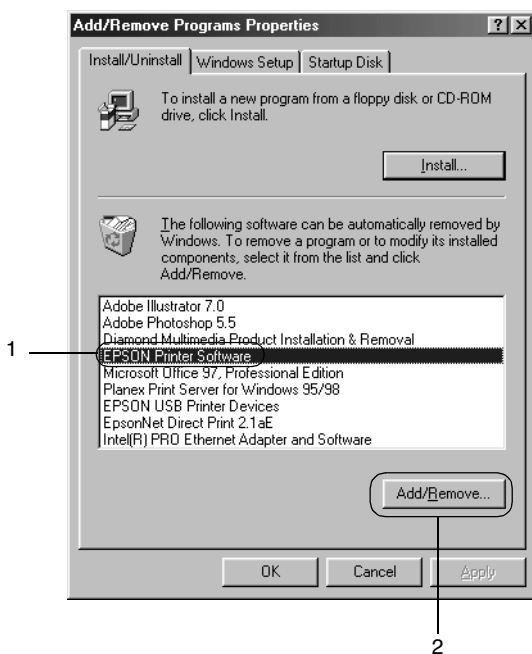 Add/Remove Programs Properties
? X
Install/Uninstall Windows Setup Startup Disk
To install a new program from a floppy disk or CD-ROM
drive, click Install.
Install...
The following software can be automatically removed by
Windows. To remove a program or to modify its installed
components, select it from the list and click
Add/Remove.
Adobe Illustrator 7.0
Adobe Photoshop 5.5
Diamond Multimedia Product Installation & Removal
1
EPSON Printer Software
Microsoft Office 97, Professional Edition
Planex Print Server for Windows 95/98
EPSON USB Printer Devices
EpsonNet Direct Print 2.1aE
Intel(R) PRO Ethernet Adapter and Software
Add/Remove...
OK Cancel Apply
2